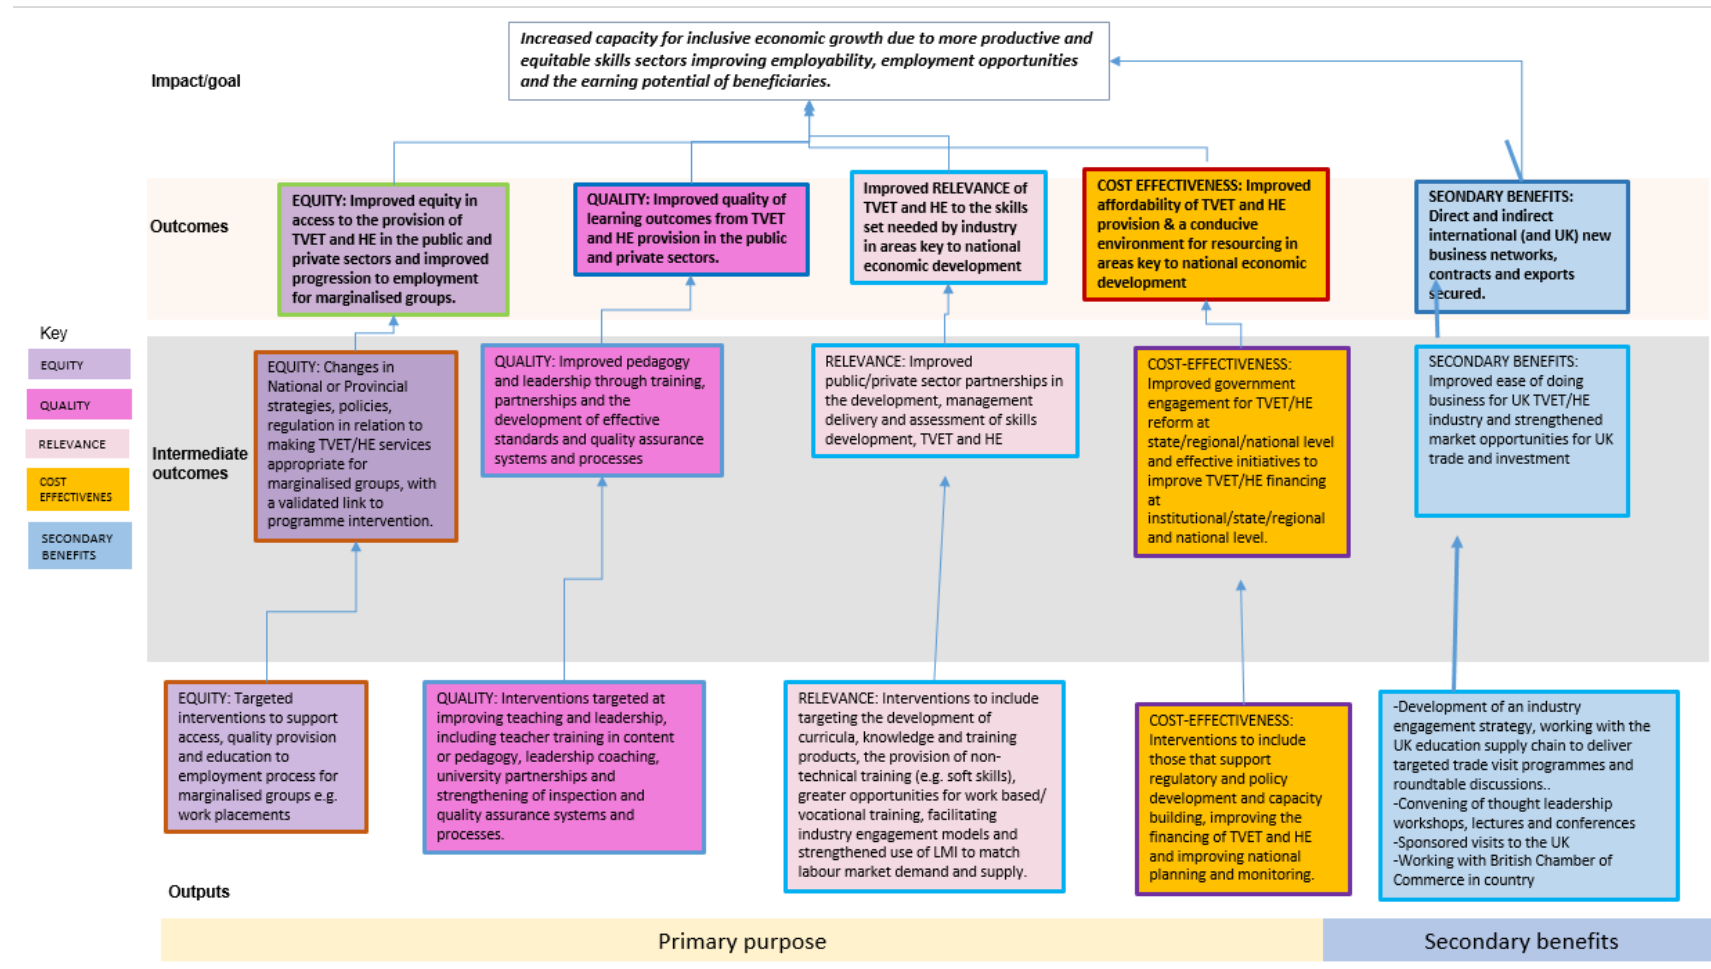 Increased capacity for inclusive economic growth due to more productive and
equitable skills sectors improving employability, employment opportunities
and the earning potential of beneficiaries.
Impact/goal
Outcomes
EQUITY: Improved equity in
access to the provision of
TVET and HE in the public and
private sectors and improved
progression to employment
for marginalised groups.
QUALITY: Improved quality of
learning outcomes from TVET
and HE provision in the public
and private sectors.
Improved RELEVANCE of
TVET and HE to the skills
set needed by industry
in areas key to national
economic development
COST EFFECTIVENESS: Improved
affordability of TVET and HE
provision & a conducive
environment for resourcing in
areas key to national economic
development
SEONDARY BENEFITS:
Direct and indirect
international (and UK) new
business networks,
contracts and exports
secured.
Key
EQUITY
QUALITY
RELEVANCE
COST
EFFECTIVENES
SECONDARY
BENEFITS
Intermediate
outcomes
EQUITY: Changes in
National or Provincial
strategies, policies,
regulation in relation to
making TVET/HE services
appropriate for
marginalised groups, with
a validated link to
programme intervention.
QUALITY: Improved pedagogy
and leadership through training,
partnerships and the
development of effective
standards and quality assurance
systems and processes
RELEVANCE: Improved
public/private sector partnerships in
the development, management
delivery and assessment of skills
development, TVET and HE
COST-EFFECTIVENESS:
Improved government
engagement for TVET/HE
reform at
state/regional/national level
and effective initiatives to
improve TVET/HE financing
at
institutional/state/regional
and national level.
SECONDARY BENEFITS:
Improved ease of doing
business for UK TVET/HE
industry and strengthened
market opportunities for UK
trade and investment
EQUITY: Targeted
interventions to support
access, quality provision
and education to
employment process for
marginalised groups e.g.
work placements
QUALITY: Interventions targeted at
improving teaching and leadership,
including teacher training in content
or pedagogy, leadership coaching,
university partnerships and
strengthening of inspection and
quality assurance systems and
processes.
RELEVANCE: Interventions to include
targeting the development of
curricula, knowledge and training
products, the provision of non-
technical training (e.g. soft skills),
greater opportunities for work based/
vocational training, facilitating
industry engagement models and
strengthened use of LMI to match
labour market demand and supply.
COST-EFFECTIVENESS:
Interventions to include
those that support
regulatory and policy
development and capacity
building, improving the
financing of TVET and HE
and improving national
planning and monitoring.
-Development of an industry
engagement strategy, working with the
UK education supply chain to deliver
targeted trade visit programmes and
roundtable discussions..
-Convening of thought leadership
workshops, lectures and conferences
-Sponsored visits to the UK
-Working with British Chamber of
Commerce in country
Outputs
Primary purpose
Secondary benefits